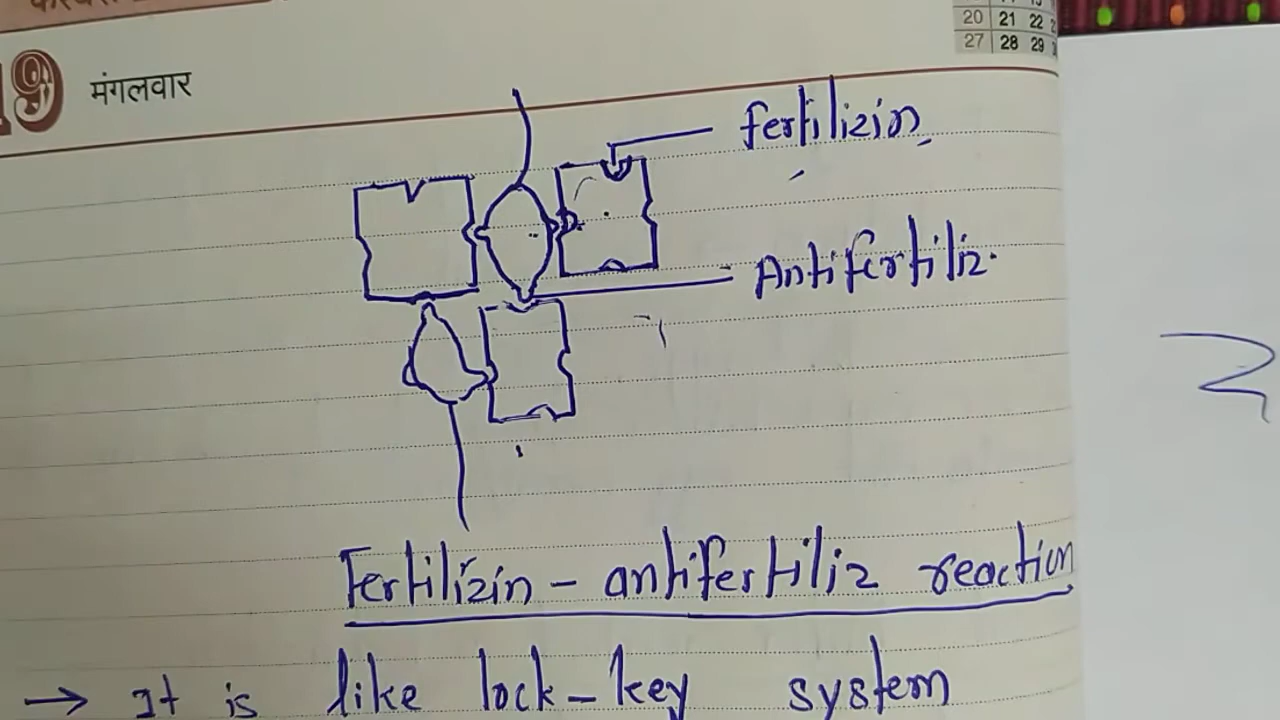 19 मंगलवार
20 21 22
27 28 29
fertilizin
Antifertiliz.
Fertilizin - antifertiliz reaction
→ It is like lock-key system